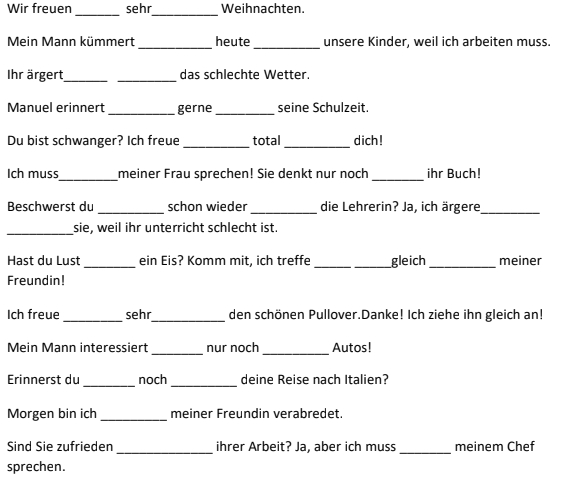 Wir freuen ______ sehr_________ Weihnachten.
Mein Mann kümmert __________ heute _________ unsere Kinder, weil ich arbeiten muss.
Ihr ärgert______ ________ das schlechte Wetter.
Manuel erinnert _________ gerne ________ seine Schulzeit.
Du bist schwanger? Ich freue _________ total _________ dich!
Ich muss________meiner Frau sprechen! Sie denkt nur noch _______ ihr Buch!
Beschwerst du _________ schon wieder _________ die Lehrerin? Ja, ich ärgere________
_________sie, weil ihr unterricht schlecht ist.
Hast du Lust _______ ein Eis? Komm mit, ich treffe _____ _____gleich _________ meiner
Freundin!
Ich freue ________ sehr__________ den schönen Pullover.Danke! Ich ziehe ihn gleich an!
Mein Mann interessiert _______ nur noch _________ Autos!
Erinnerst du _______ noch _________ deine Reise nach Italien?
Morgen bin ich _________ meiner Freundin verabredet.
Sind Sie zufrieden _____________ ihrer Arbeit? Ja, aber ich muss _______ meinem Chef
sprechen.